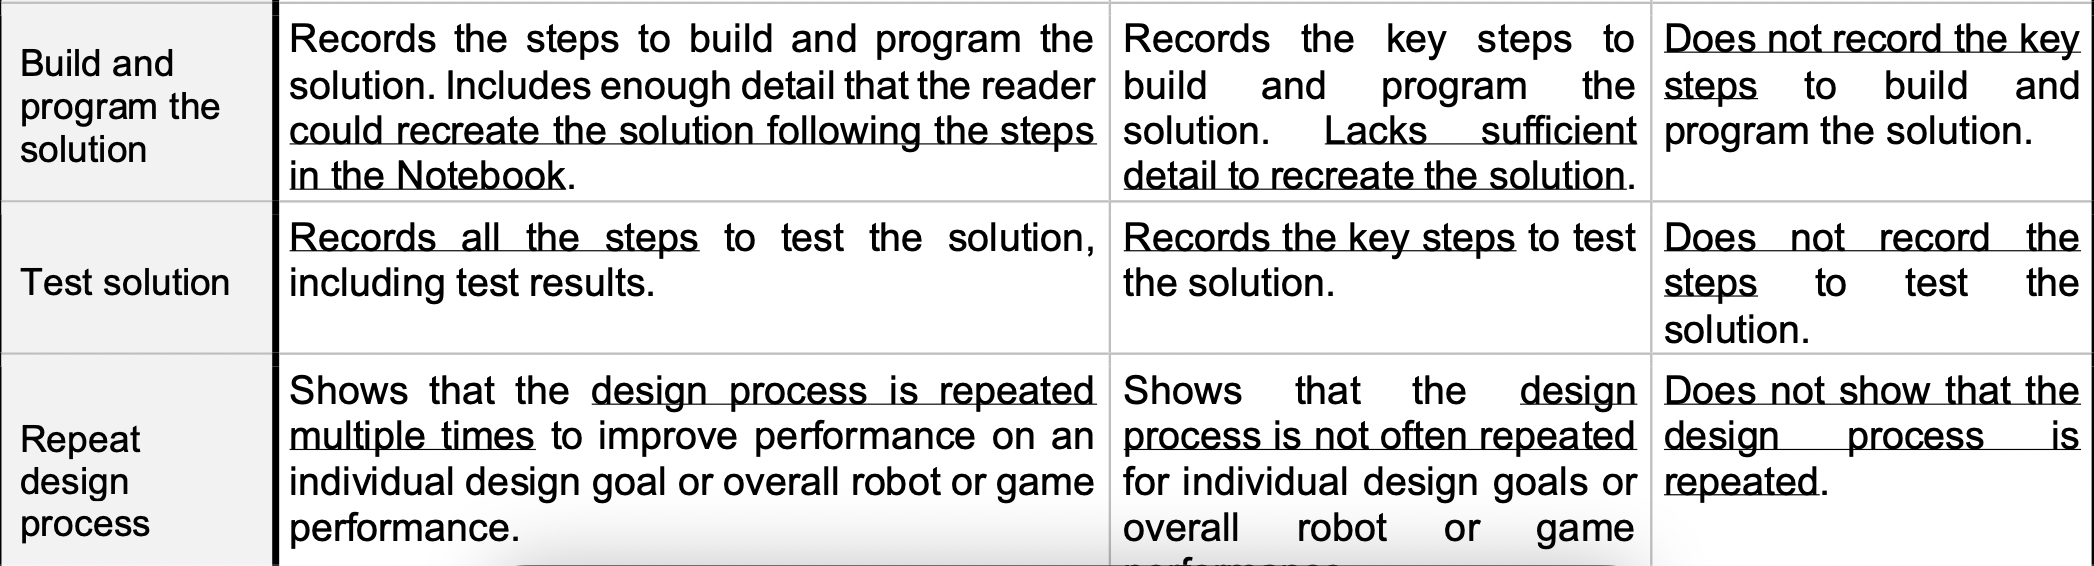 Build and
program the
solution
Records the steps to build and program the
solution. Includes enough detail that the reader
could recreate the solution following the steps
in the Notebook.
Records the key steps to
build and program the
solution. Lacks sufficient
detail to recreate the solution.
Does not record the key
steps to build and
program the solution.
Test solution
Records all the steps to test the solution,
including test results.
Records the key steps to test
the solution.
Does not record the
steps to test the
solution.
Repeat
design
process
Shows that the design process is repeated
multiple times to improve performance on an
individual design goal or overall robot or game
performance.
Shows that the design
process is not often repeated
for individual design goals or
overall robot or game
Does not show that the
design process is
repeated.